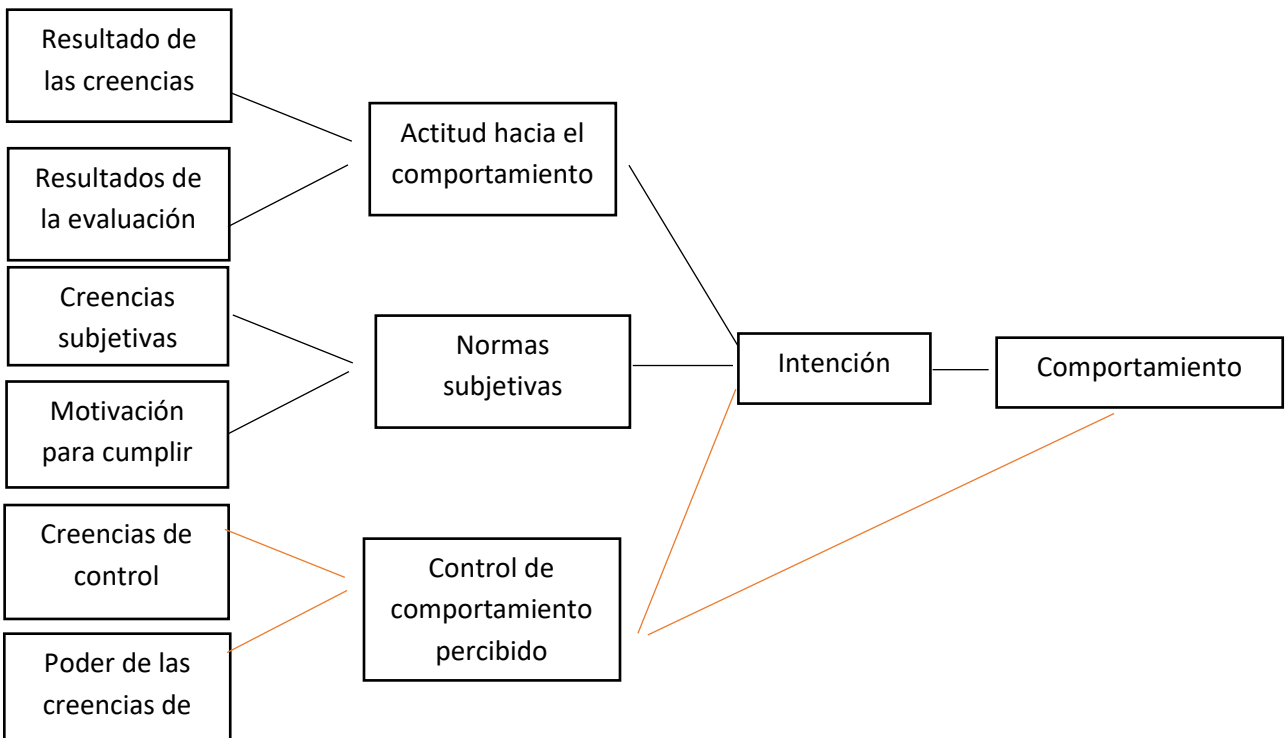 Resultado de
las creencias
Resultados de
la evaluación
Creencias
subjetivas
Motivación
para cumplir
Creencias de
control
Poder de las
creencias de
Actitud hacia el
comportamiento
Normas
subjetivas
Control de
comportamiento
percibido
Intención
Comportamiento